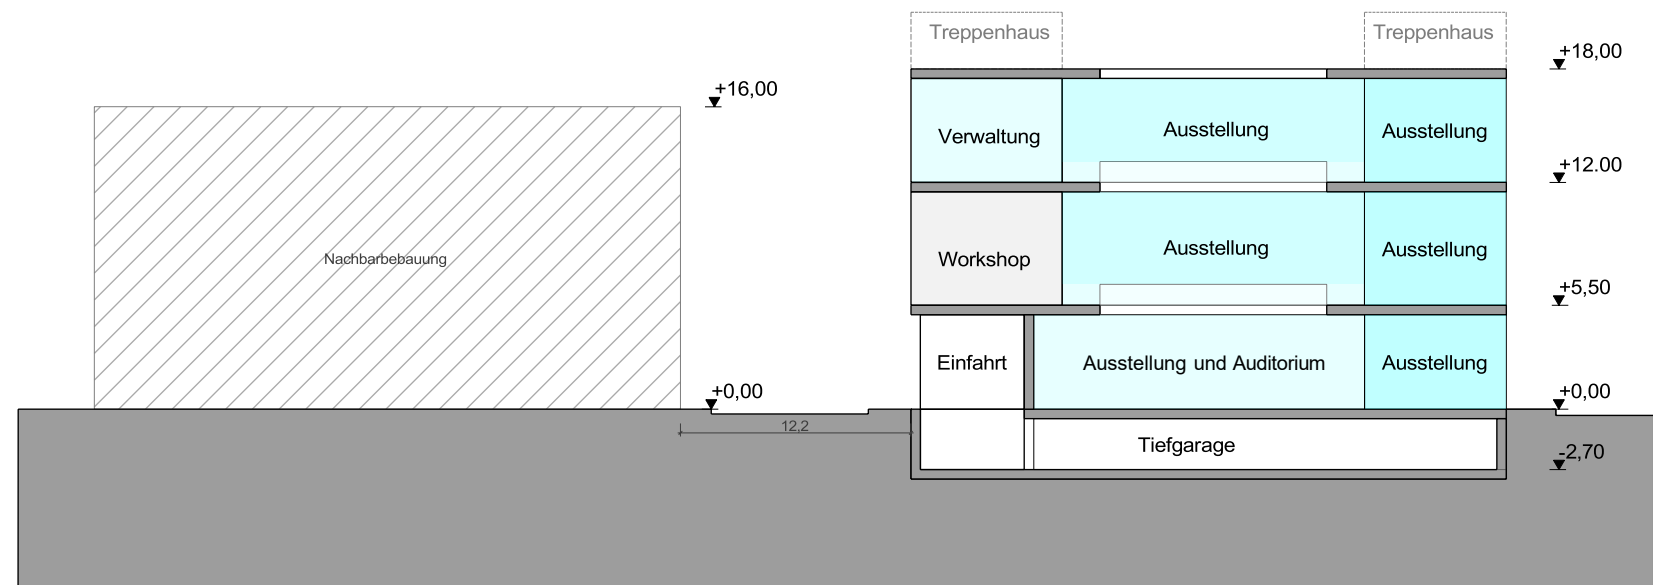 Treppenhaus
Treppenhaus
+18,00
+16,00
Verwaltung
Ausstellung
Ausstellung
+12.00
Workshop
Ausstellung
Ausstellung
Nachbarbebauung
+5,50
Einfahrt
Ausstellung und Auditorium
Ausstellung
+0,00
+0,00
12,2
Tiefgarage
-2,70